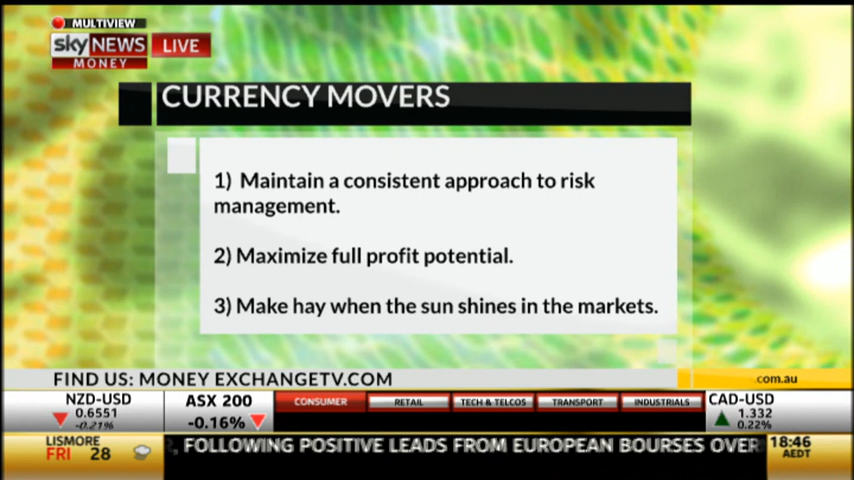 MULTIVIEW
sky NEWS LIVE
MONEY
CURRENCY MOVERS
1) Maintain a consistent approach to risk
management.
2) Maximize full profit potential.
3) Make hay when the sun shines in the markets.
FIND US: MONEY EXCHANGETV.COM
.com.au
NZD-USD
0.6551
-0.21%
ASX 200
-0.16%
CONSUMER RETAIL TECH & TELCOS TRANSPORT INDUSTRIALS
CAD-USD
1.332
0.22%
LISMORE
FRI 28
, FOLLOWING POSITIVE LEADS FROM EUROPEAN BOURSES OVER
18:46
AEDT